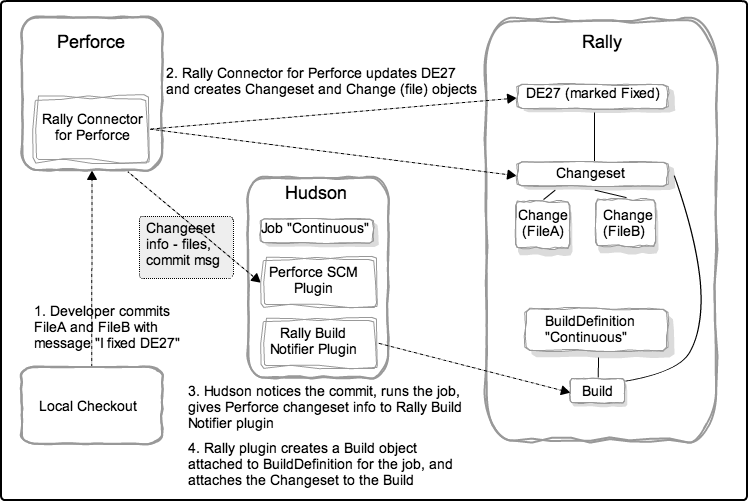 Perforce
Rally Connector
for Perforce
2. Rally Connector for Perforce updates DE27
and creates Changeset and Change (file) objects
Rally
DE27 (marked Fixed)
Changeset
Change
(FileA)
Change
(FileB)
Hudson
Job "Continuous"
Perforce SCM
Plugin
Rally Build
Notifier Plugin
Changeset
info - files,
commit msg
1. Developer commits
FileA and FileB with
message "I fixed DE27"
Local Checkout
BuildDefinition
"Continuous"
Build
3. Hudson notices the commit, runs the job,
gives Perforce changeset info to Rally Build
Notifier plugin
4. Rally plugin creates a Build object
attached to BuildDefinition for the job, and
attaches the Changeset to the Build